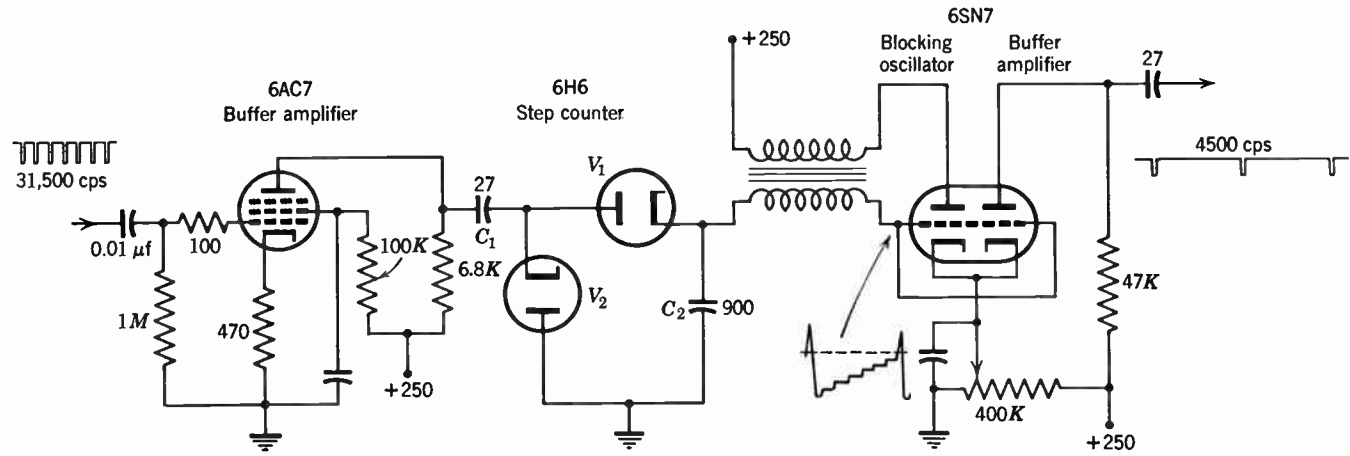 6SN7
+250
Blocking
oscillator
Buffer
amplifier
27
6AC7
Buffer amplifier
6H6
Step counter
31,500 cps
4500 cps
V₁
27
C₁
0.01 μf
100
100K
6.8K
V₂
C₂
900
47K
1M
470
+250
400K
+250